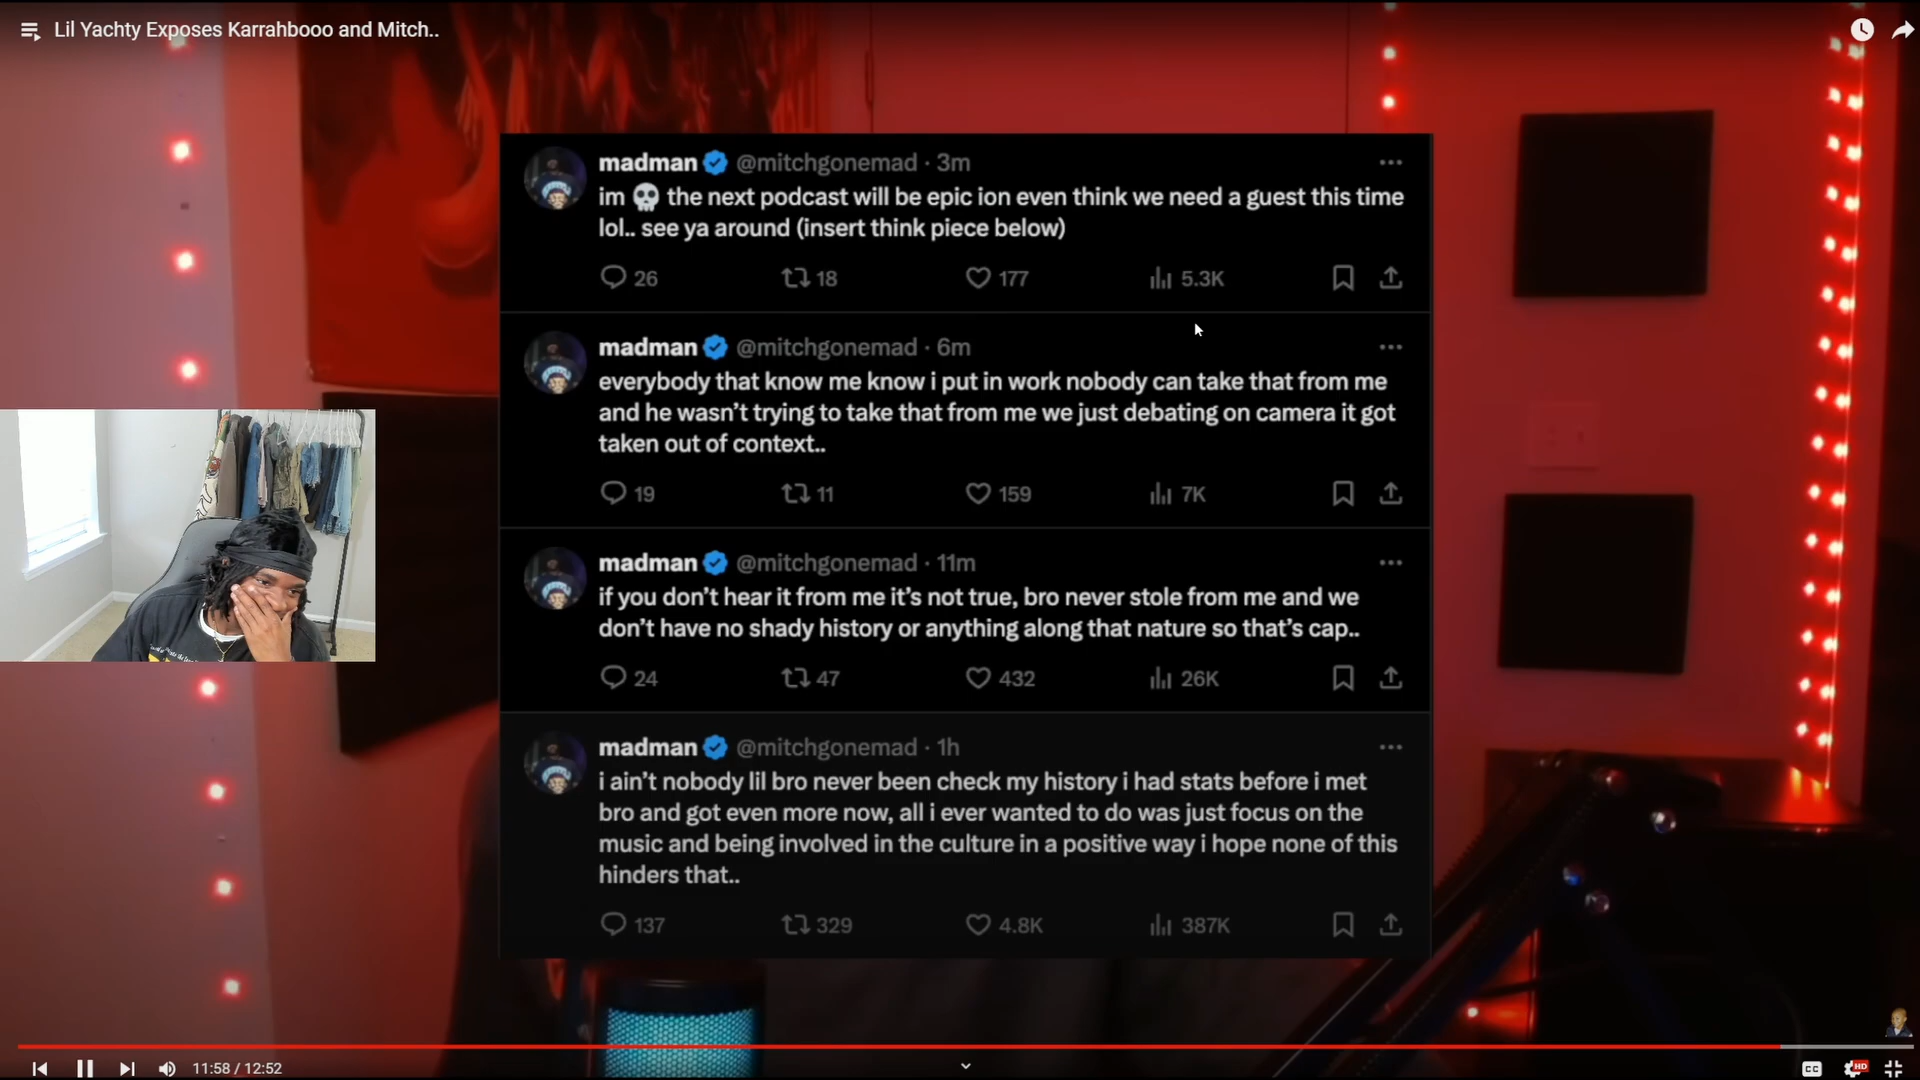 Lil Yachty Exposes Karrahbooo and Mitch..
madman @mitchgonemad · 3m
im 💀 the next podcast will be epic ion even think we need a guest this time
lol.. see ya around (insert think piece below)
26 18 177 5.3K
madman @mitchgonemad · 6m
everybody that know me know i put in work nobody can take that from me
and he wasn't trying to take that from me we just debating on camera it got
taken out of context..
19 11 159 7K
madman @mitchgonemad · 11m
if you don't hear it from me it's not true, bro never stole from me and we
don't have no shady history or anything along that nature so that's cap..
24 47 432 26K
madman @mitchgonemad · 1h
i ain't nobody lil bro never been check my history i had stats before i met
bro and got even more now, all i ever wanted to do was just focus on the
music and being involved in the culture in a positive way i hope none of this
hinders that..
137 329 4.8K 387K
11:58 / 12:52
CC HD